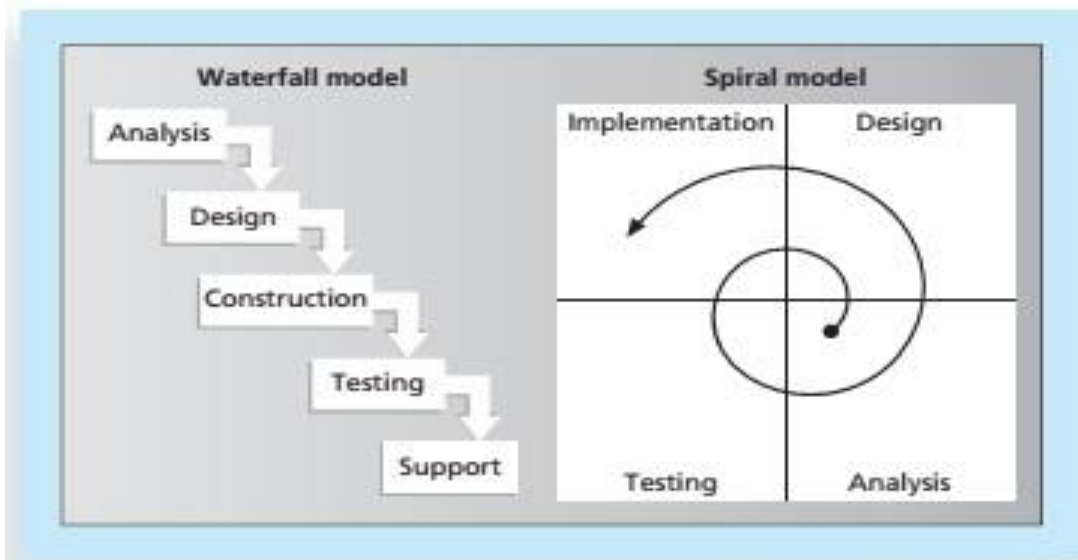 Waterfall model
Analysis
Design
Construction
Testing
Support
Spiral model
Implementation
Design
Testing
Analysis